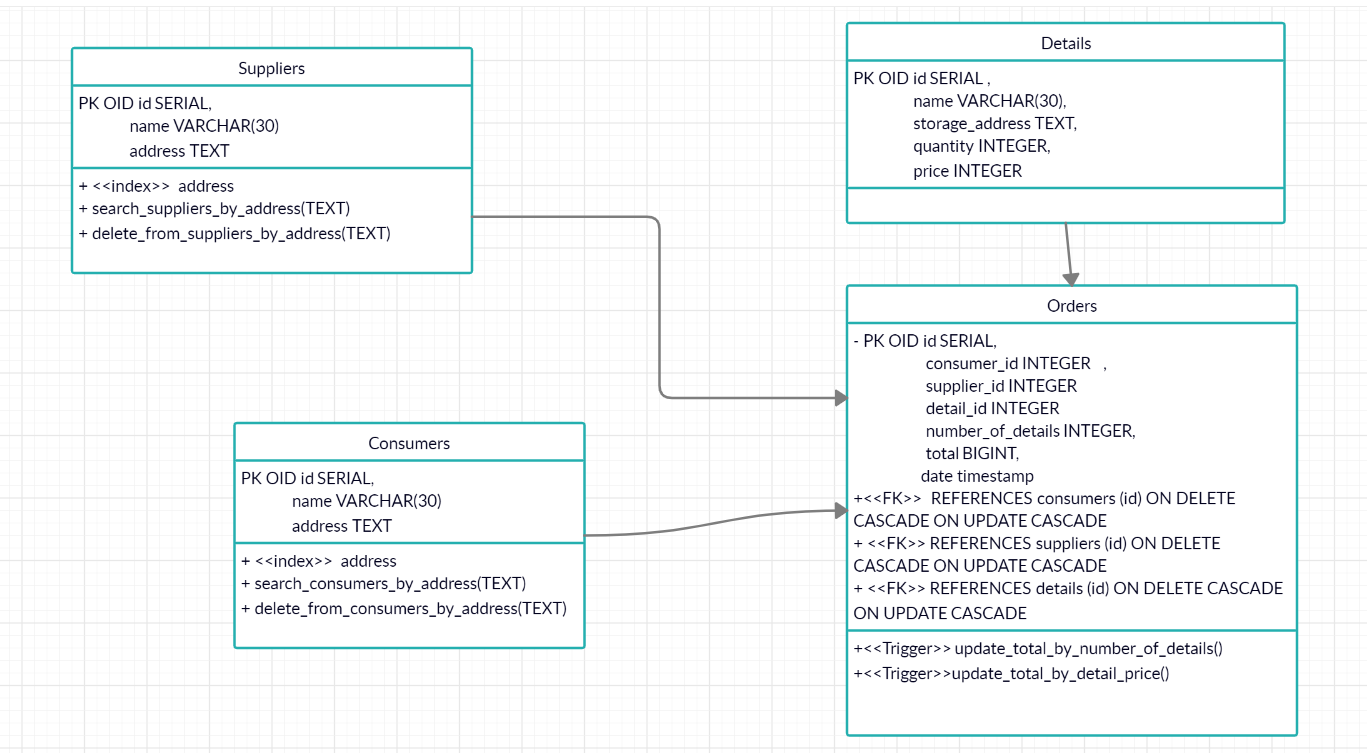 Suppliers
PK OID id SERIAL,
name VARCHAR(30)
address TEXT
+ <<index>> address
+ search_suppliers_by_address(TEXT)
+ delete_from_suppliers_by_address(TEXT)
Details
PK OID id SERIAL ,
name VARCHAR(30),
storage_address TEXT,
quantity INTEGER,
price INTEGER
Consumers
PK OID id SERIAL,
name VARCHAR(30)
address TEXT
+ <<index>> address
+ search_consumers_by_address(TEXT)
+ delete_from_consumers_by_address(TEXT)
Orders
- PK OID id SERIAL,
consumer_id INTEGER ,
supplier_id INTEGER
detail_id INTEGER
number_of_details INTEGER,
total BIGINT,
date timestamp
+<<FK>> REFERENCES consumers (id) ON DELETE
CASCADE ON UPDATE CASCADE
+ <<FK>> REFERENCES suppliers (id) ON DELETE
CASCADE ON UPDATE CASCADE
+ <<FK>> REFERENCES details (id) ON DELETE CASCADE
ON UPDATE CASCADE
+<<Trigger>> update_total_by_number_of_details()
+<<Trigger>>update_total_by_detail_price()